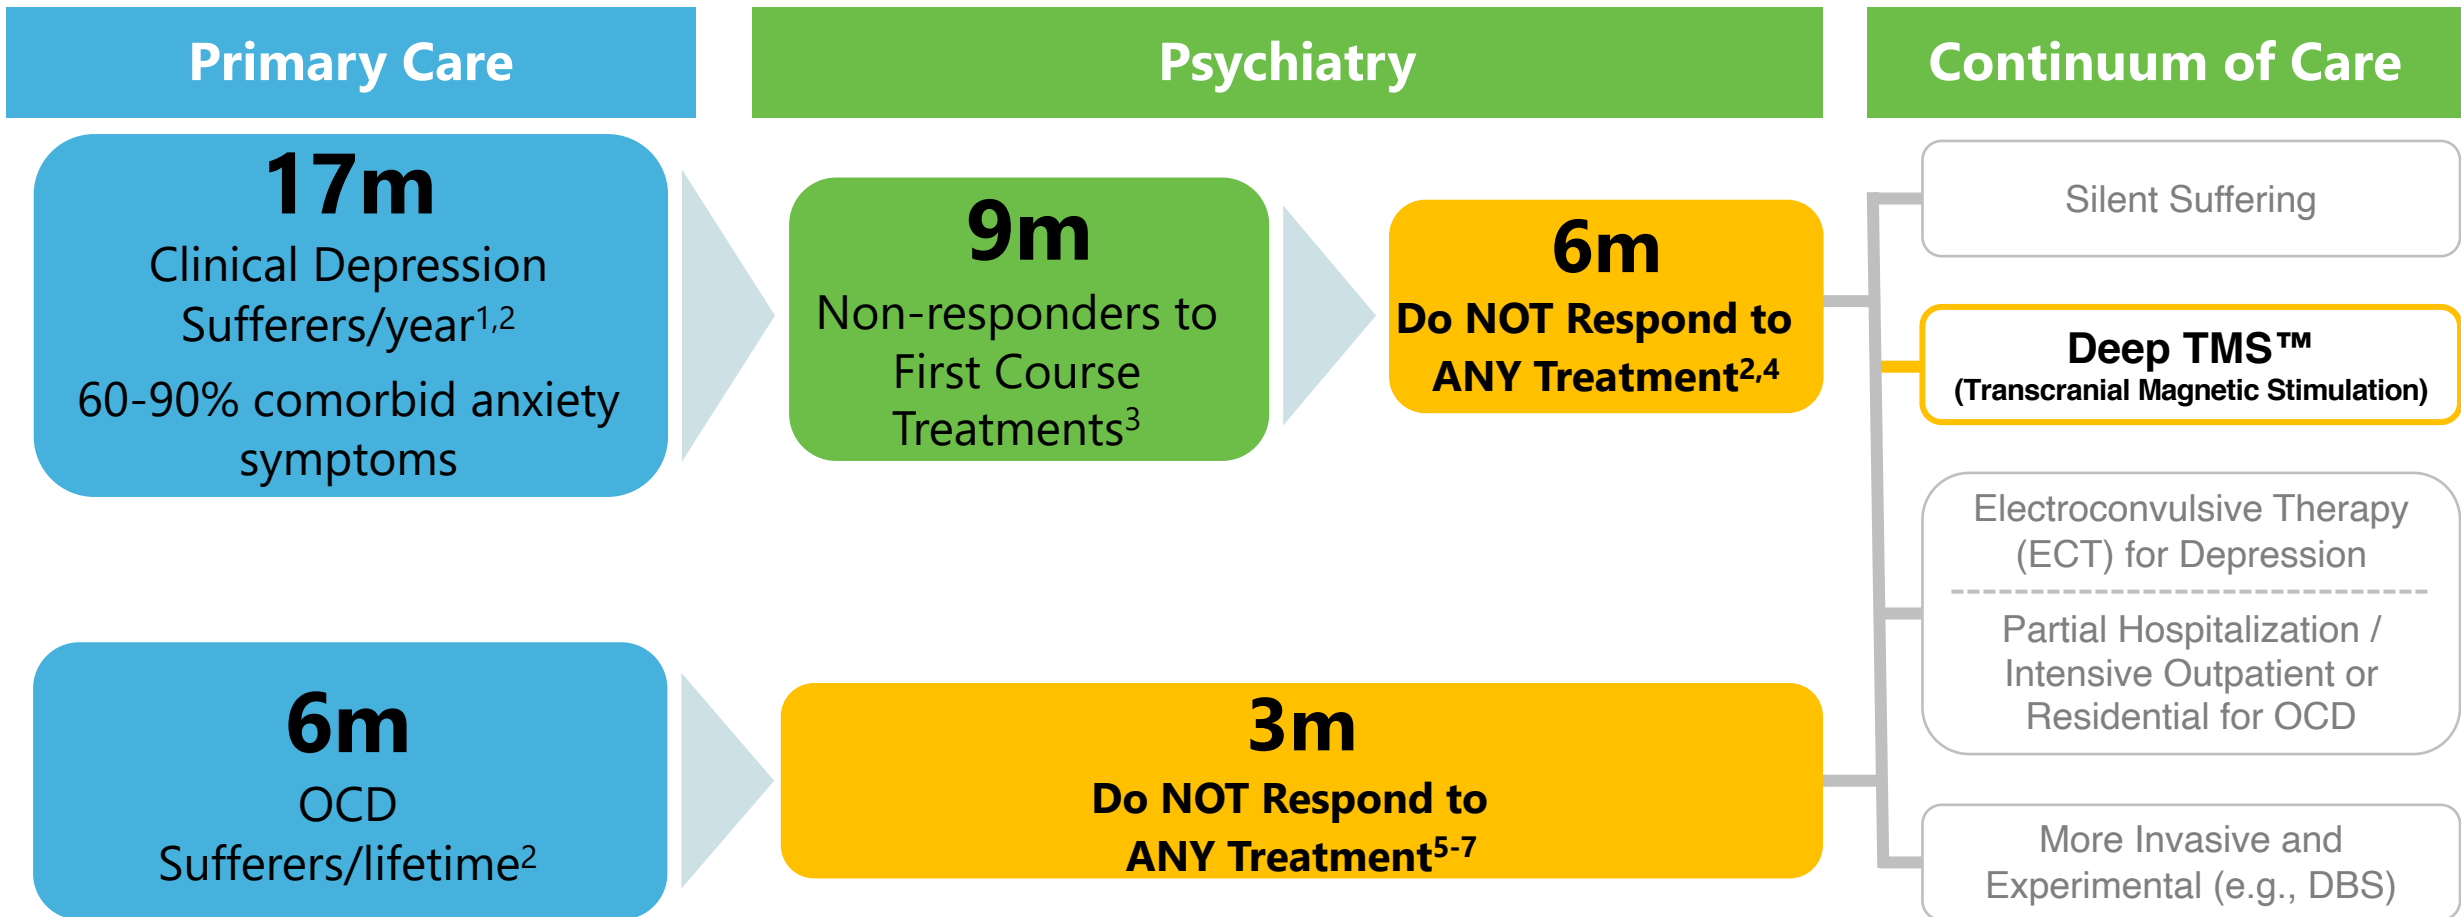 Primary Care
Psychiatry
Continuum of Care
17m
Clinical Depression
Sufferers/year1,2
60-90% comorbid anxiety
symptoms
9m
Non-responders to
First Course
Treatments3
6m
Do NOT Respond to
ANY Treatment2,4
Silent Suffering
Deep TMS™
(Transcranial Magnetic Stimulation)
Electroconvulsive Therapy
(ECT) for Depression
Partial Hospitalization /
Intensive Outpatient or
Residential for OCD
6m
OCD
Sufferers/lifetime2
3m
Do NOT Respond to
ANY Treatment5-7
More Invasive and
Experimental (e.g., DBS)